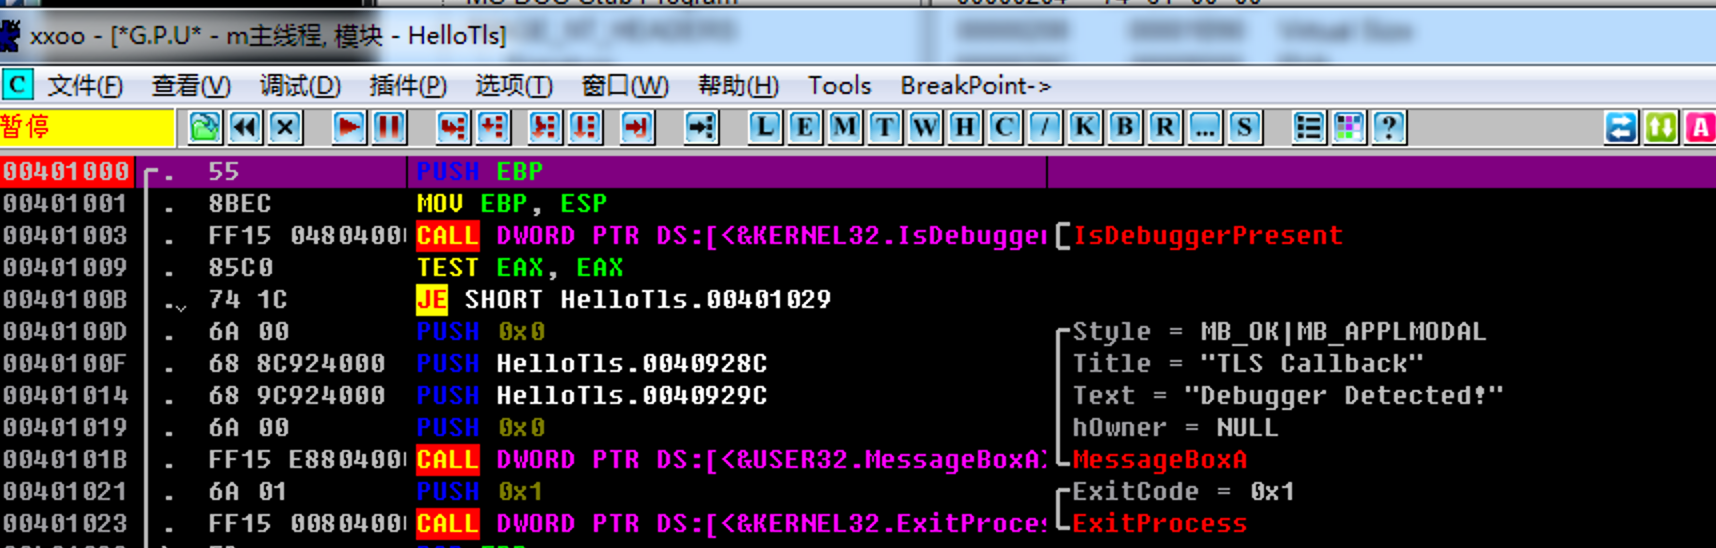 xxoo - [*G.P.U* - m主线程, 模块 - HelloTls]
C 文件(F) 查看(V) 调试(D) 插件(P) 选项(T) 窗口(W) 帮助(H) Tools BreakPoint->
暂停 L E M T W H C / K B R ... S ? A
00401000 . 55 PUSH EBP
00401001 . 8BEC MOV EBP, ESP
00401003 . FF15 0480400 CALL DWORD PTR DS:[<&KERNEL32.IsDebugger [IsDebuggerPresent
00401009 . 85C0 TEST EAX, EAX
0040100B . 74 1C JE SHORT HelloTls.00401029
0040100D . 6A 00 PUSH 0x0 Style = MB_OK|MB_APPLMODAL
0040100F . 68 8C924000 PUSH HelloTls.0040928C Title = "TLS Callback"
00401014 . 68 9C924000 PUSH HelloTls.0040929C Text = "Debugger Detected!"
00401019 . 6A 00 PUSH 0x0 hOwner = NULL
0040101B . FF15 E880400 CALL DWORD PTR DS:[<&USER32.MessageBoxA> MessageBoxA
00401021 . 6A 01 PUSH 0x1 ExitCode = 0x1
00401023 . FF15 0080400 CALL DWORD PTR DS:[<&KERNEL32.ExitProces ExitProcess